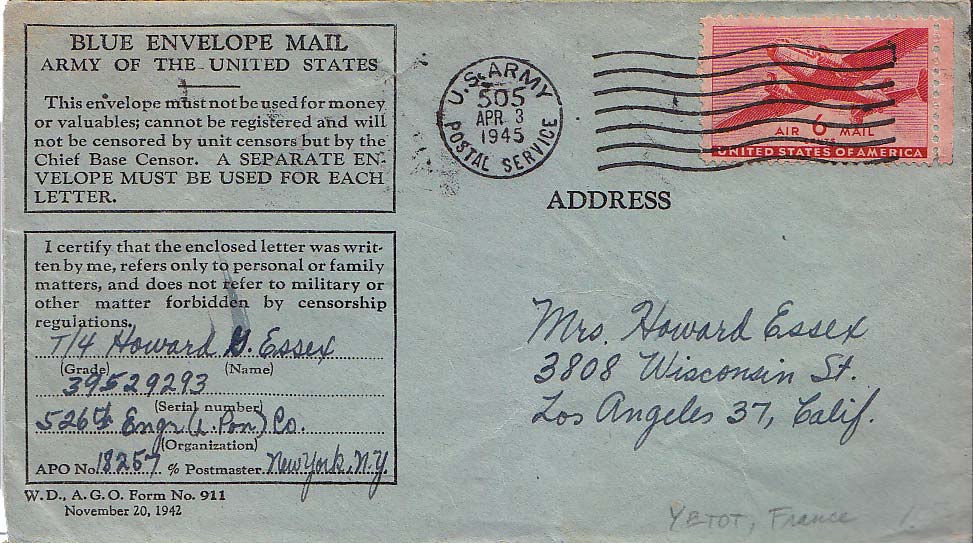 BLUE ENVELOPE MAIL
ARMY OF THE UNITED STATES
This envelope must not be used for money
or valuables; cannot be registered and will
not be censored by unit censors but by the
Chief Base Censor. A SEPARATE EN-
VELOPE MUST BE USED FOR EACH
LETTER.
U.S. ARMY
505
APR 3
1945
POSTAL SERVICE
AIR 6 MAIL
UNITED STATES OF AMERICA
ADDRESS
I certify that the enclosed letter was writ-
ten by me, refers only to personal or family
matters, and does not refer to military or
other matter forbidden by censorship
regulations.
T/4 Howard G. Essex
(Grade) (Name)
39529293
(Serial number)
526th Engr (L. Pon) Co.
(Organization)
APO No. 18257 % Postmaster New York, N.Y.
W.D., A.G.O. Form No. 911
November 20, 1942
Mrs. Howard Essex
3808 Wisconsin St.
Los Angeles 37, Calif.
YETOT, France 1.